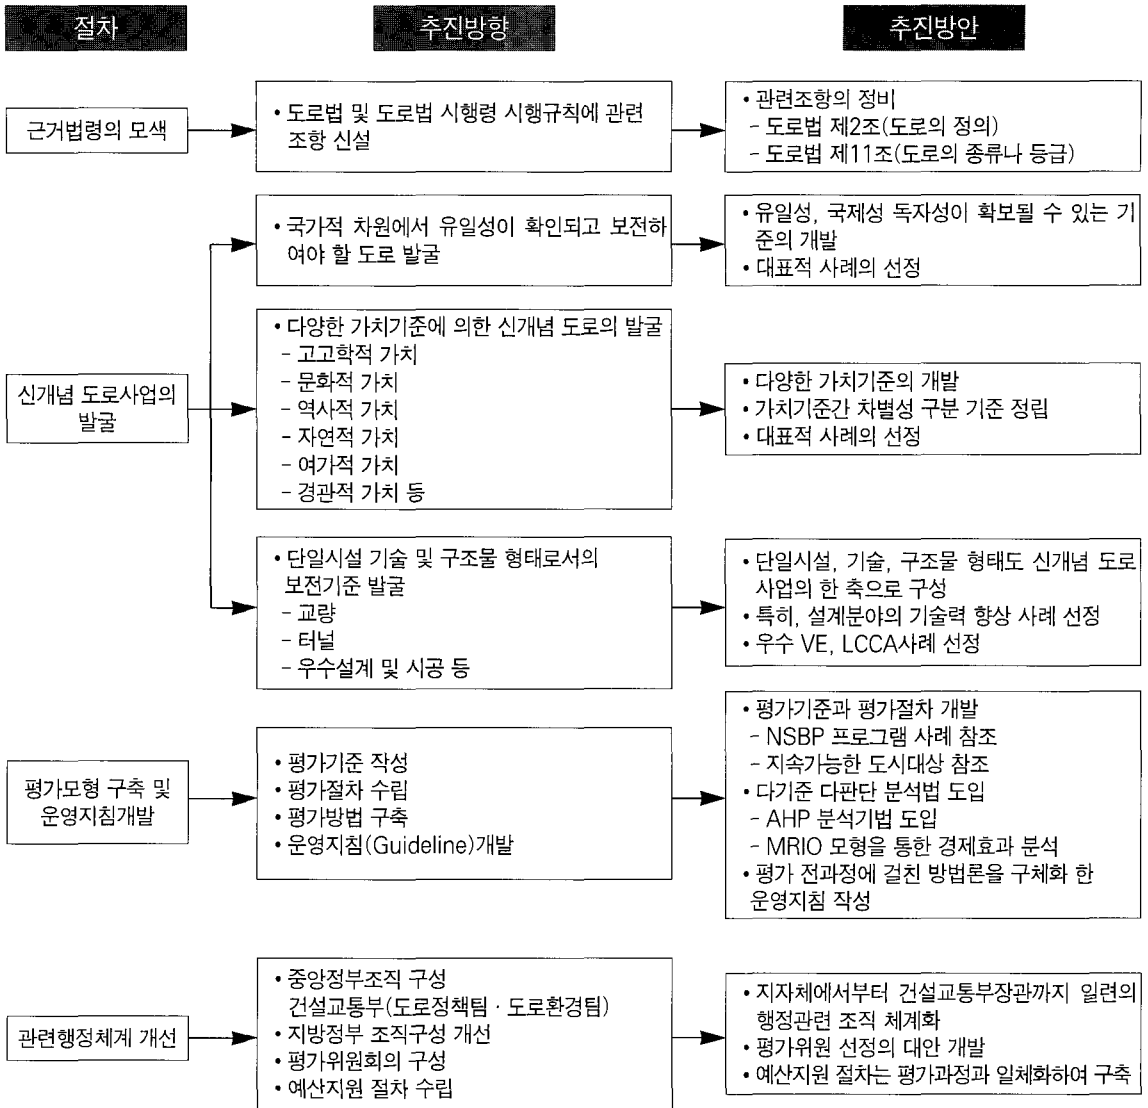 절차
추진방향
추진방안
근거법령의 모색
• 도로법 및 도로법 시행령 시행규칙에 관련
조항 신설
• 관련조항의 정비
- 도로법 제2조(도로의 정의)
- 도로법 제11조(도로의 종류나 등급)
신개념 도로사업의
발굴
• 국가적 차원에서 유일성이 확인되고 보전하
여야 할 도로 발굴
• 유일성, 국제성 독자성이 확보될 수 있는 기
준의 개발
• 대표적 사례의 선정
• 다양한 가치기준에 의한 신개념 도로의 발굴
- 고고학적 가치
- 문화적 가치
- 역사적 가치
- 자연적 가치
- 여가적 가치
- 경관적 가치 등
• 다양한 가치기준의 개발
• 가치기준간 차별성 구분 기준 정립
• 대표적 사례의 선정
• 단일시설 기술 및 구조물 형태로서의
보전기준 발굴
- 교량
- 터널
- 우수설계 및 시공 등
• 단일시설, 기술, 구조물 형태도 신개념 도로
사업의 한 축으로 구성
• 특히, 설계분야의 기술력 향상 사례 선정
• 우수 VE, LCCA사례 선정
평가모형 구축 및
운영지침개발
• 평가기준 작성
• 평가절차 수립
• 평가방법 구축
• 운영지침(Guideline)개발
• 평가기준과 평가절차 개발
- NSBP 프로그램 사례 참조
- 지속가능한 도시대상 참조
• 다기준 다판단 분석법 도입
- AHP 분석기법 도입
- MRIO 모형을 통한 경제효과 분석
• 평가 전과정에 걸친 방법론을 구체화 한
운영지침 작성
관련행정체계 개선
• 중앙정부조직 구성
건설교통부(도로정책팀 · 도로환경팀)
• 지방정부 조직구성 개선
• 평가위원회의 구성
• 예산지원 절차 수립
• 지자체에서부터 건설교통부장관까지 일련의
행정관련 조직 체계화
• 평가위원 선정의 대안 개발
• 예산지원 절차는 평가과정과 일체화하여 구축